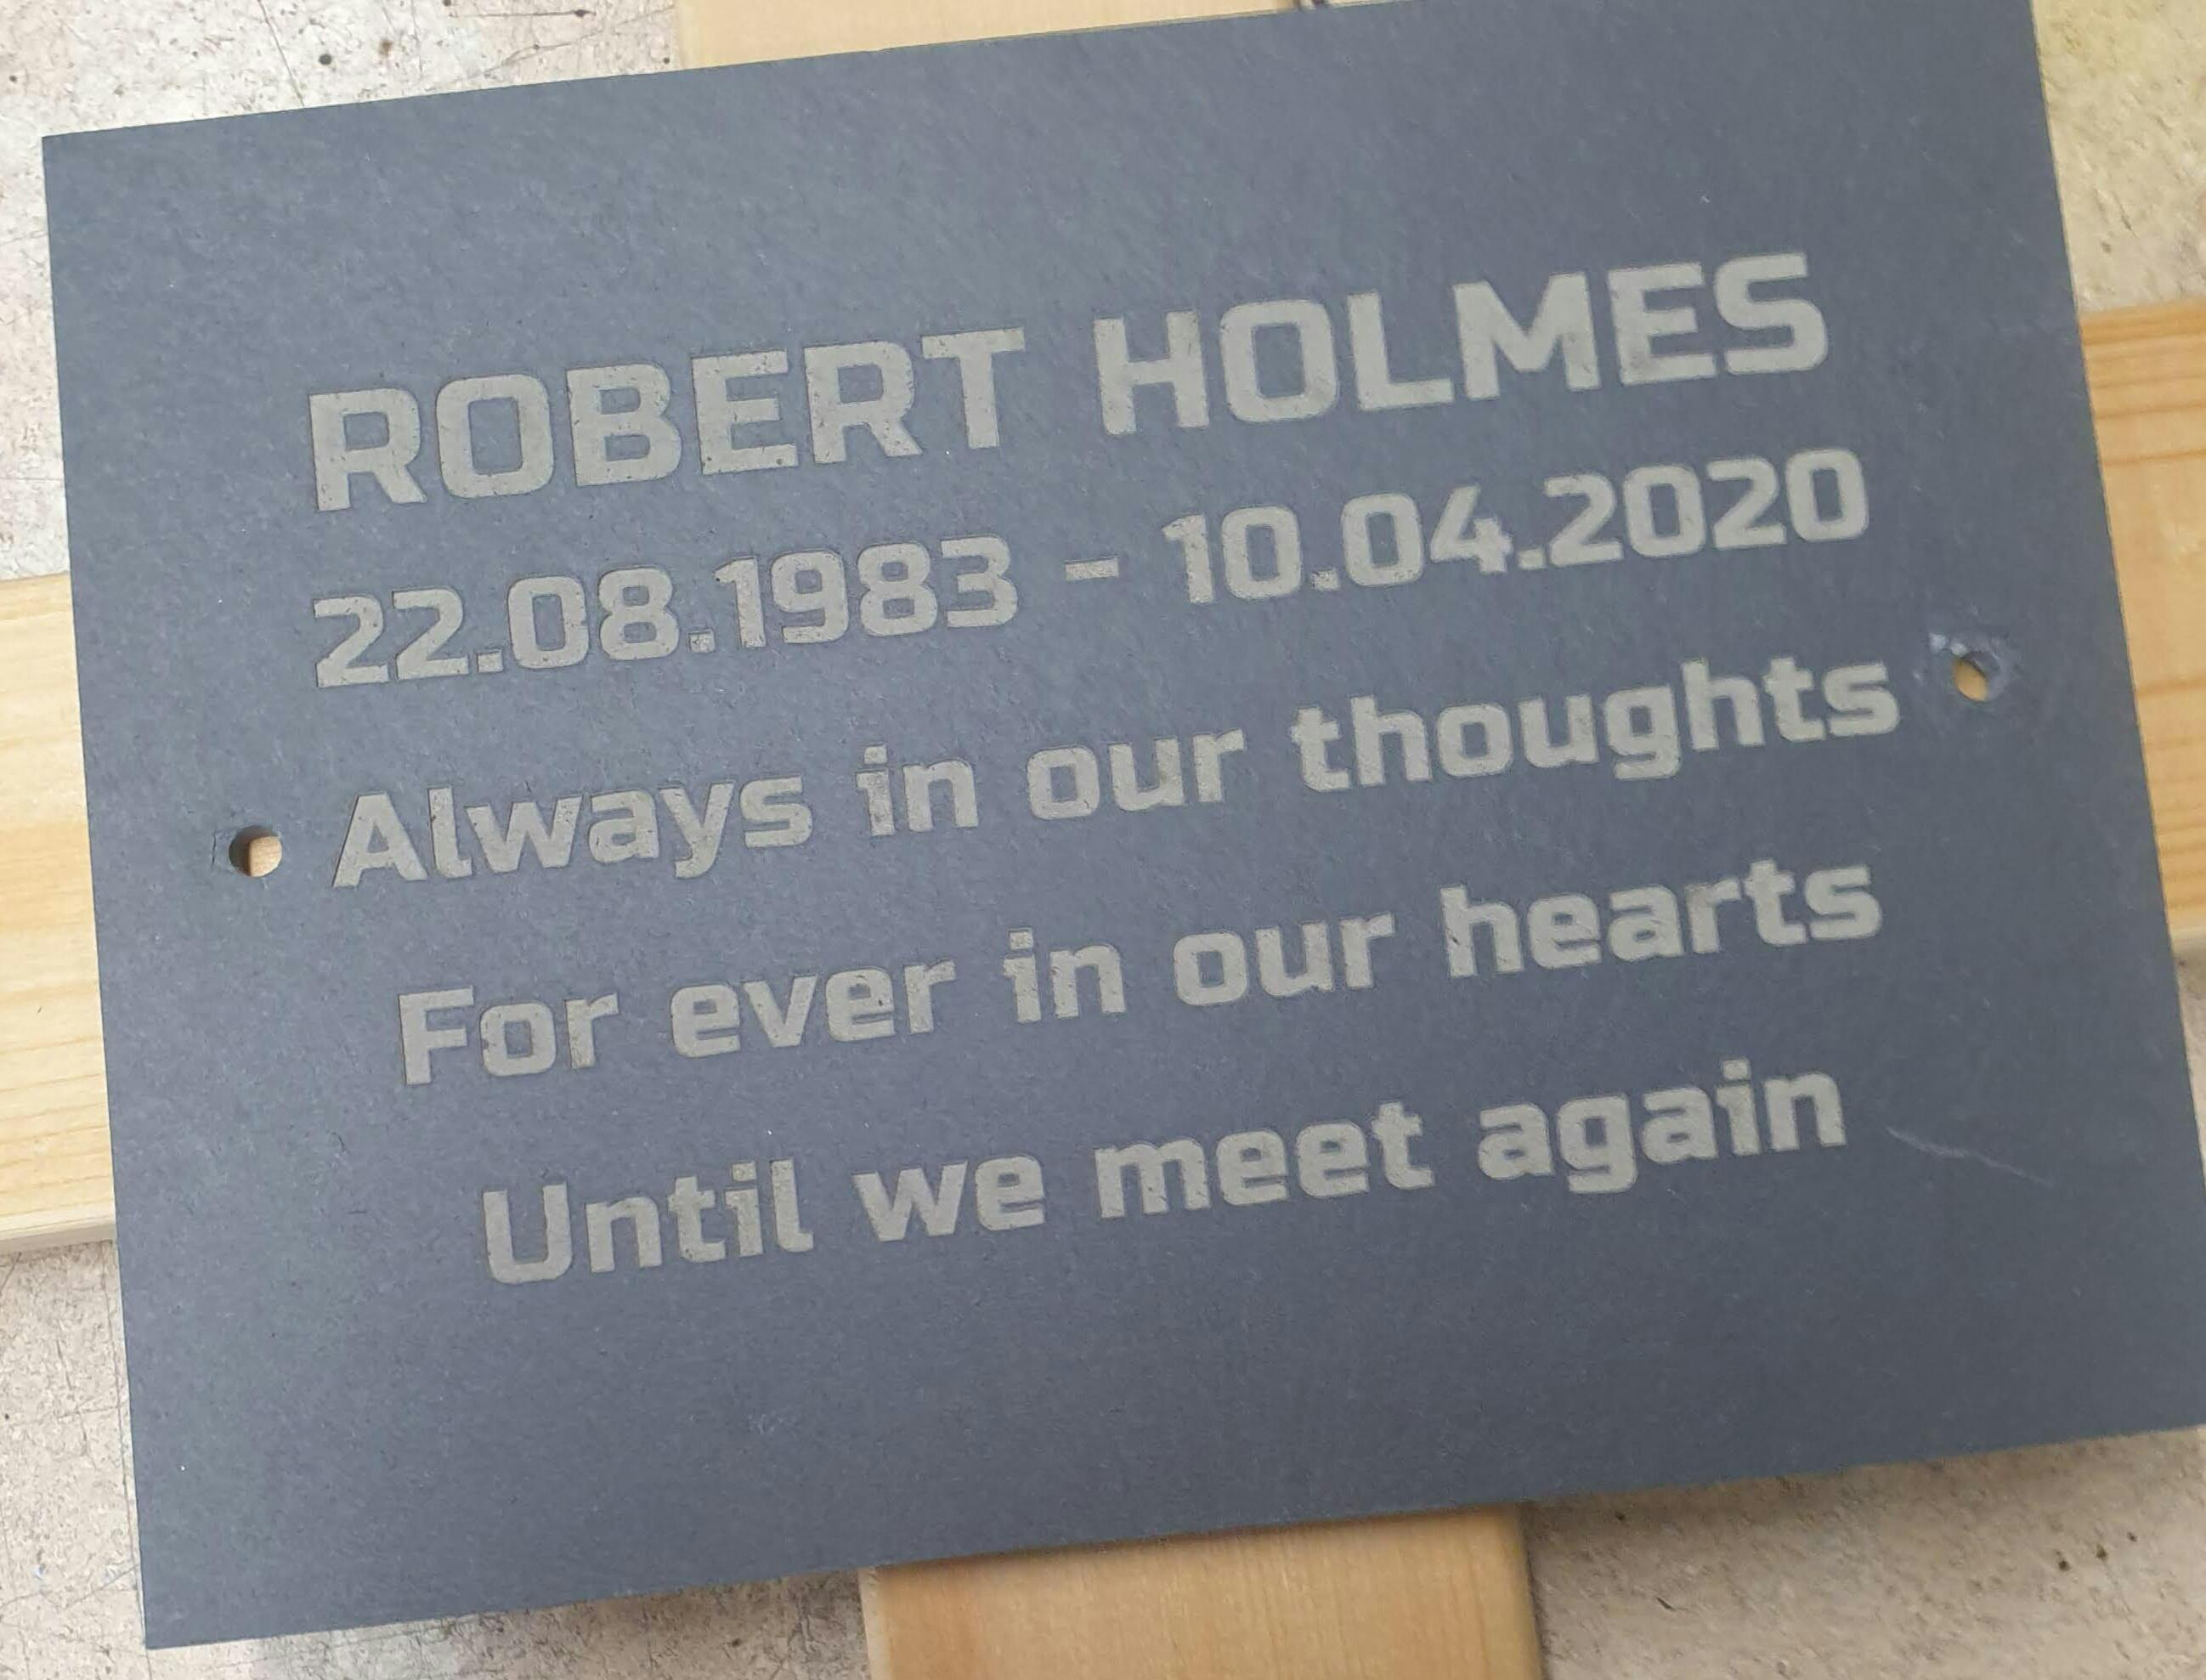 ROBERT HOLMES
22.08.1983 - 10.04.2020
Always in our thoughts
For ever in our hearts
Until we meet again